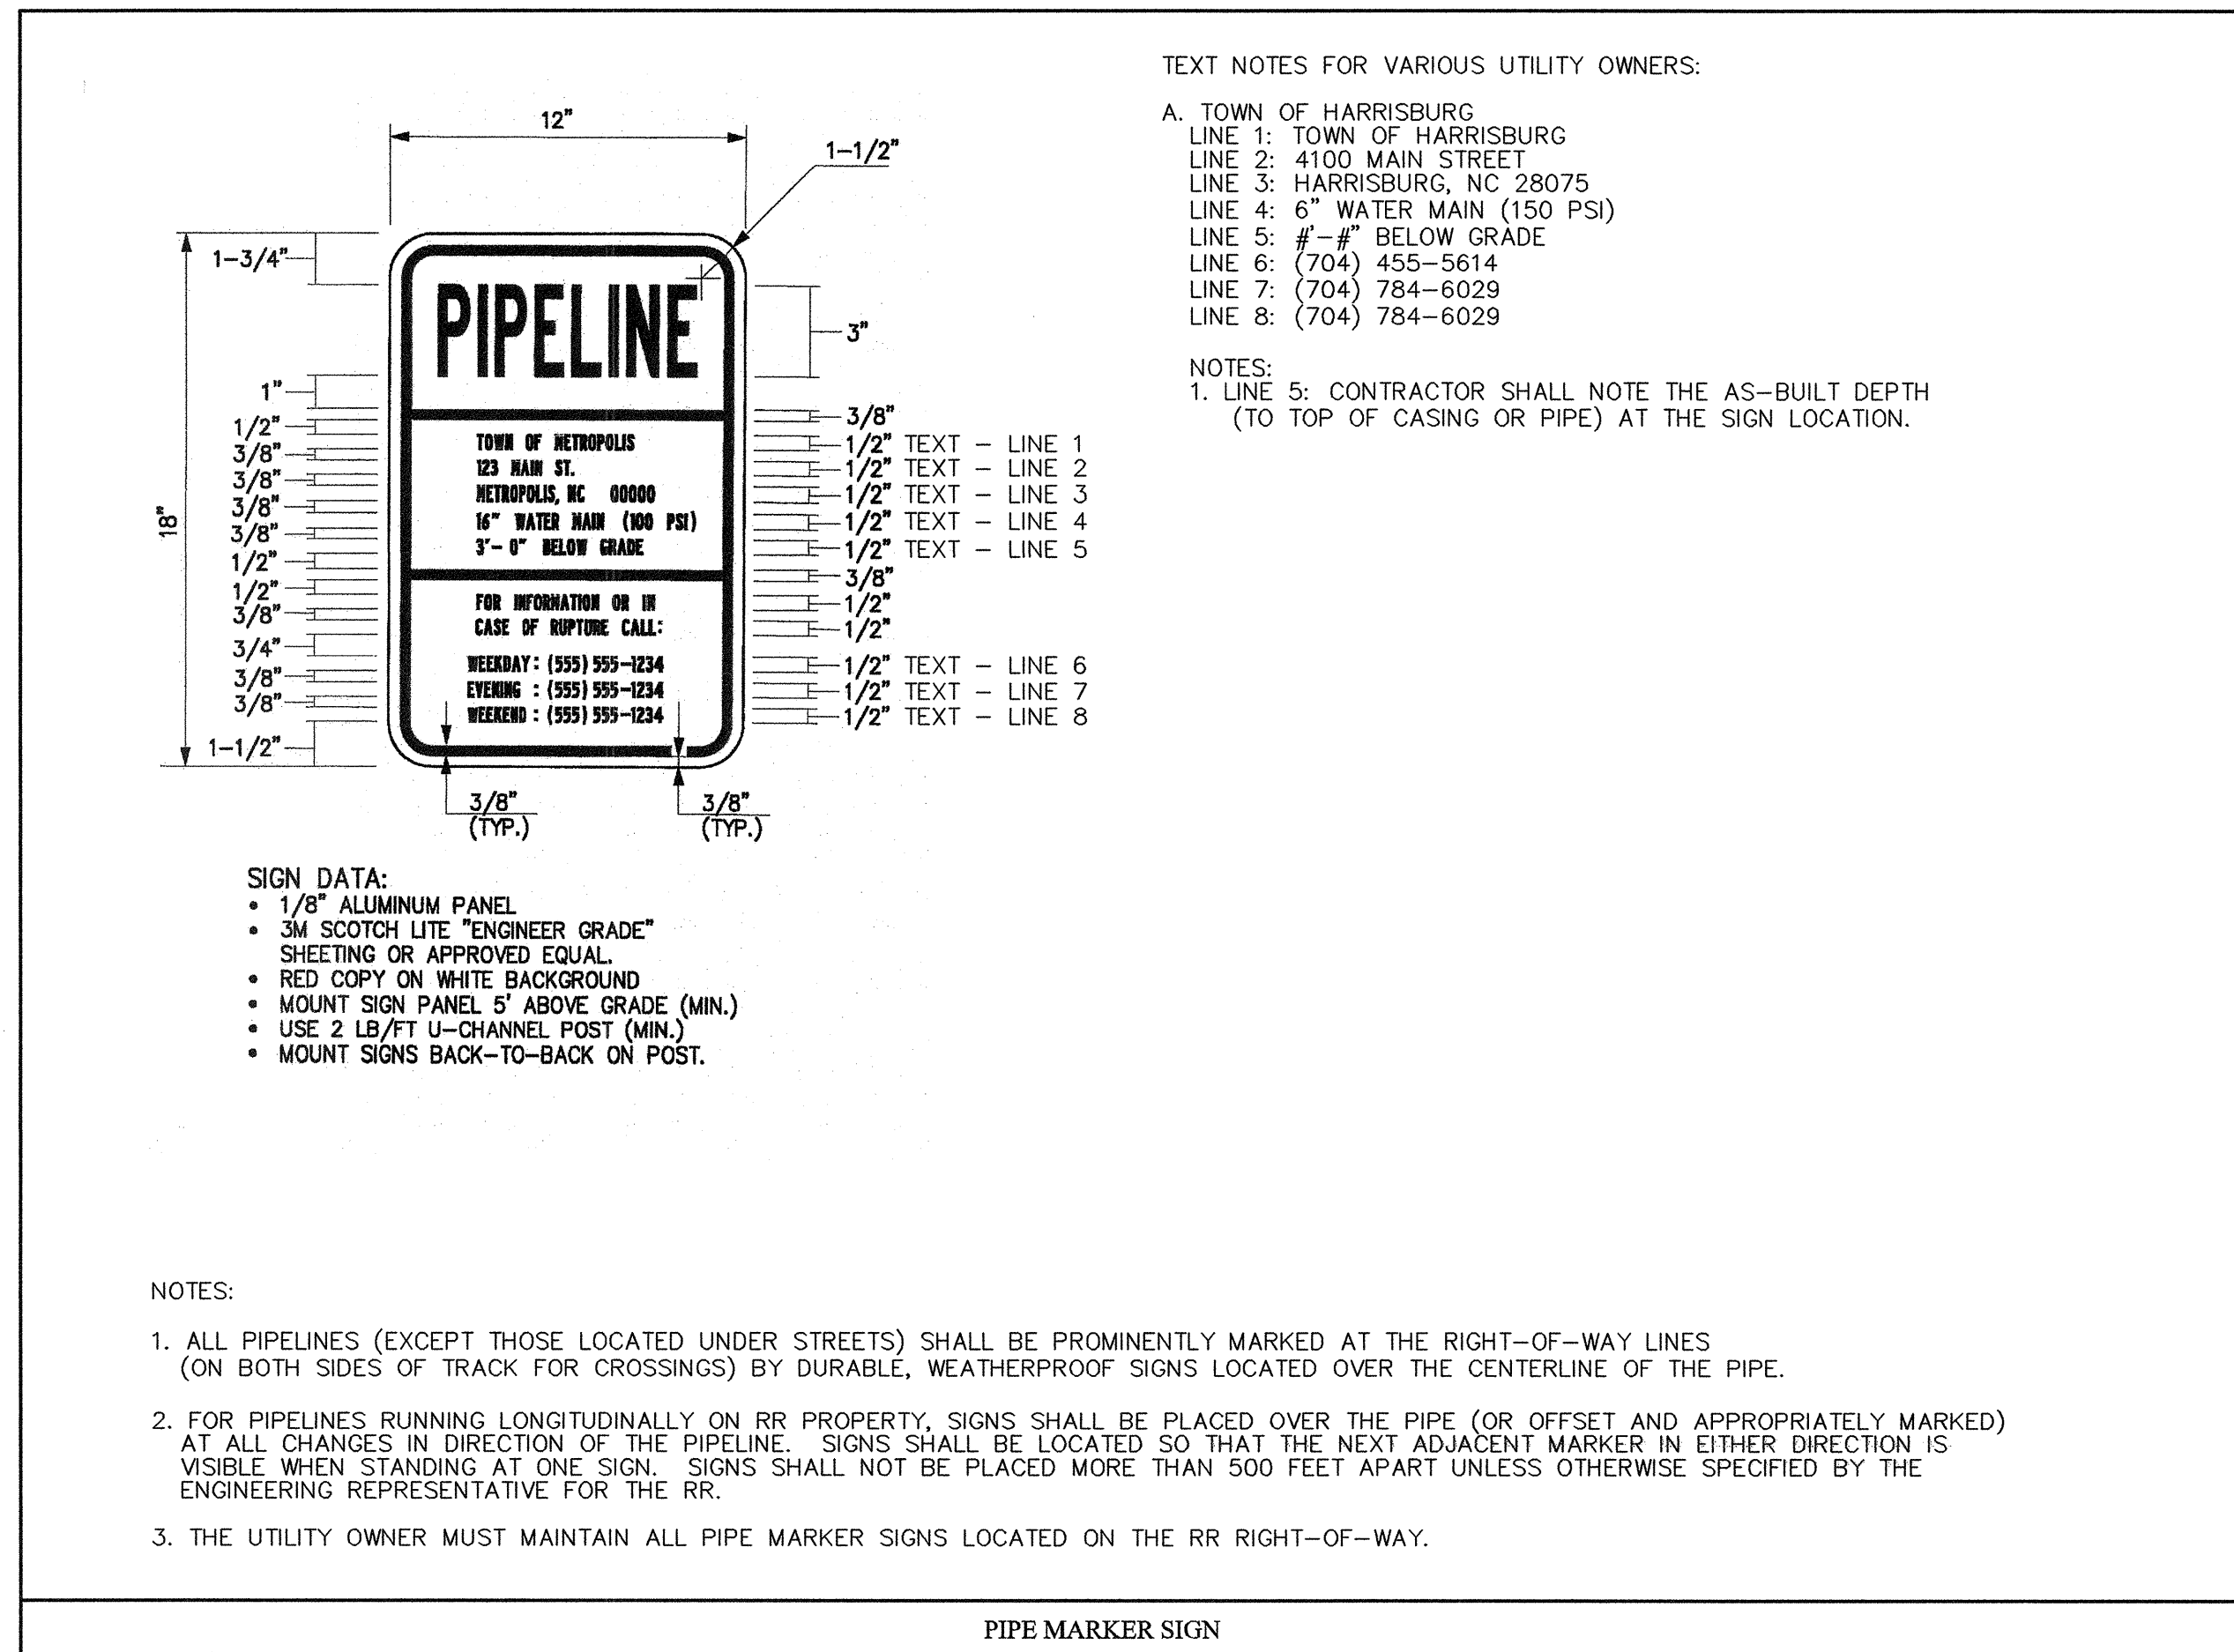 12"
1-1/2"
18"
1-3/4"
1"
1/2"
3/8"
3/8"
3/8"
3/8"
1/2"
1/2"
3/8"
3/4"
3/8"
3/8"
1-1/2"
PIPELINE
TOWN OF METROPOLIS
123 MAIN ST.
METROPOLIS, NC 00000
16" WATER MAIN (100 PSI)
3'- 0" BELOW GRADE
FOR INFORMATION OR IN
CASE OF RUPTURE CALL:
WEEKDAY: (555) 555-1234
EVENING : (555) 555-1234
WEEKEND : (555) 555-1234
3"
3/8"
1/2" TEXT - LINE 1
1/2" TEXT - LINE 2
1/2" TEXT - LINE 3
1/2" TEXT - LINE 4
1/2" TEXT - LINE 5
3/8"
1/2"
1/2"
1/2" TEXT - LINE 6
1/2" TEXT - LINE 7
1/2" TEXT - LINE 8
3/8"
(TYP.)
3/8"
(TYP.)
SIGN DATA:
• 1/8" ALUMINUM PANEL
• 3M SCOTCH LITE "ENGINEER GRADE"
SHEETING OR APPROVED EQUAL.
• RED COPY ON WHITE BACKGROUND
• MOUNT SIGN PANEL 5' ABOVE GRADE (MIN.)
• USE 2 LB/FT U-CHANNEL POST (MIN.)
• MOUNT SIGNS BACK-TO-BACK ON POST.
TEXT NOTES FOR VARIOUS UTILITY OWNERS:
A. TOWN OF HARRISBURG
LINE 1: TOWN OF HARRISBURG
LINE 2: 4100 MAIN STREET
LINE 3: HARRISBURG, NC 28075
LINE 4: 6" WATER MAIN (150 PSI)
LINE 5: #'-#" BELOW GRADE
LINE 6: (704) 455-5614
LINE 7: (704) 784-6029
LINE 8: (704) 784-6029
NOTES:
1. LINE 5: CONTRACTOR SHALL NOTE THE AS-BUILT DEPTH
(TO TOP OF CASING OR PIPE) AT THE SIGN LOCATION.
NOTES:
1. ALL PIPELINES (EXCEPT THOSE LOCATED UNDER STREETS) SHALL BE PROMINENTLY MARKED AT THE RIGHT-OF-WAY LINES
(ON BOTH SIDES OF TRACK FOR CROSSINGS) BY DURABLE, WEATHERPROOF SIGNS LOCATED OVER THE CENTERLINE OF THE PIPE.
2. FOR PIPELINES RUNNING LONGITUDINALLY ON RR PROPERTY, SIGNS SHALL BE PLACED OVER THE PIPE (OR OFFSET AND APPROPRIATELY MARKED)
AT ALL CHANGES IN DIRECTION OF THE PIPELINE. SIGNS SHALL BE LOCATED SO THAT THE NEXT ADJACENT MARKER IN EITHER DIRECTION IS
VISIBLE WHEN STANDING AT ONE SIGN. SIGNS SHALL NOT BE PLACED MORE THAN 500 FEET APART UNLESS OTHERWISE SPECIFIED BY THE
ENGINEERING REPRESENTATIVE FOR THE RR.
3. THE UTILITY OWNER MUST MAINTAIN ALL PIPE MARKER SIGNS LOCATED ON THE RR RIGHT-OF-WAY.
PIPE MARKER SIGN